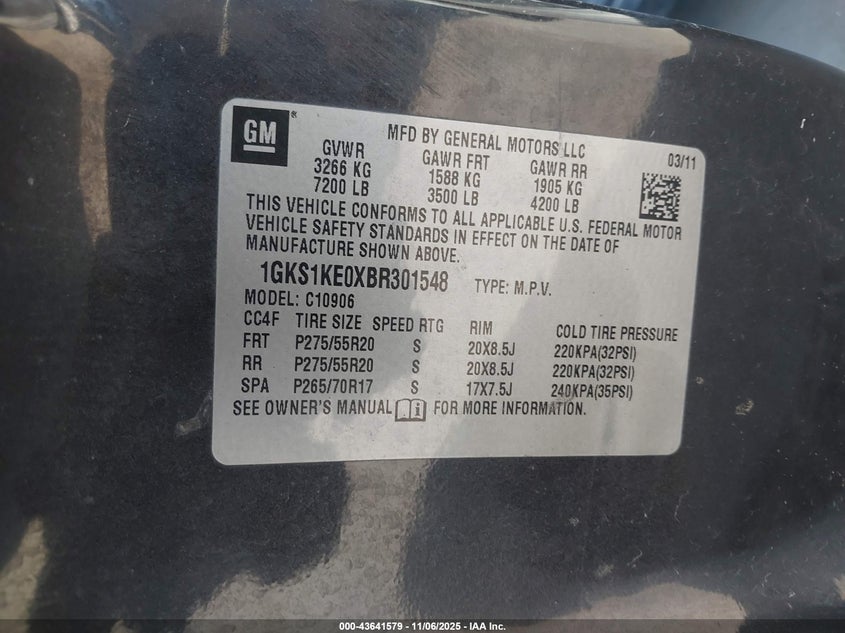 GM®
MFD BY GENERAL MOTORS LLC
03/11
GVWR GAWR FRT GAWR RR
3266 KG 1588 KG 1905 KG
7200 LB 3500 LB 4200 LB
THIS VEHICLE CONFORMS TO ALL APPLICABLE U.S. FEDERAL MOTOR
VEHICLE SAFETY STANDARDS IN EFFECT ON THE DATE OF
MANUFACTURE SHOWN ABOVE.
1GKS1KE0XBR301548 TYPE: M.P.V.
MODEL: C10906
CC4F TIRE SIZE SPEED RTG RIM COLD TIRE PRESSURE
FRT P275/55R20 S 20X8.5J 220KPA(32PSI)
RR P275/55R20 S 20X8.5J 220KPA(32PSI)
SPA P265/70R17 S 17X7.5J 240KPA(35PSI)
SEE OWNER'S MANUAL FOR MORE INFORMATION.
000-43641579 - 11/06/2025 - IAA Inc.